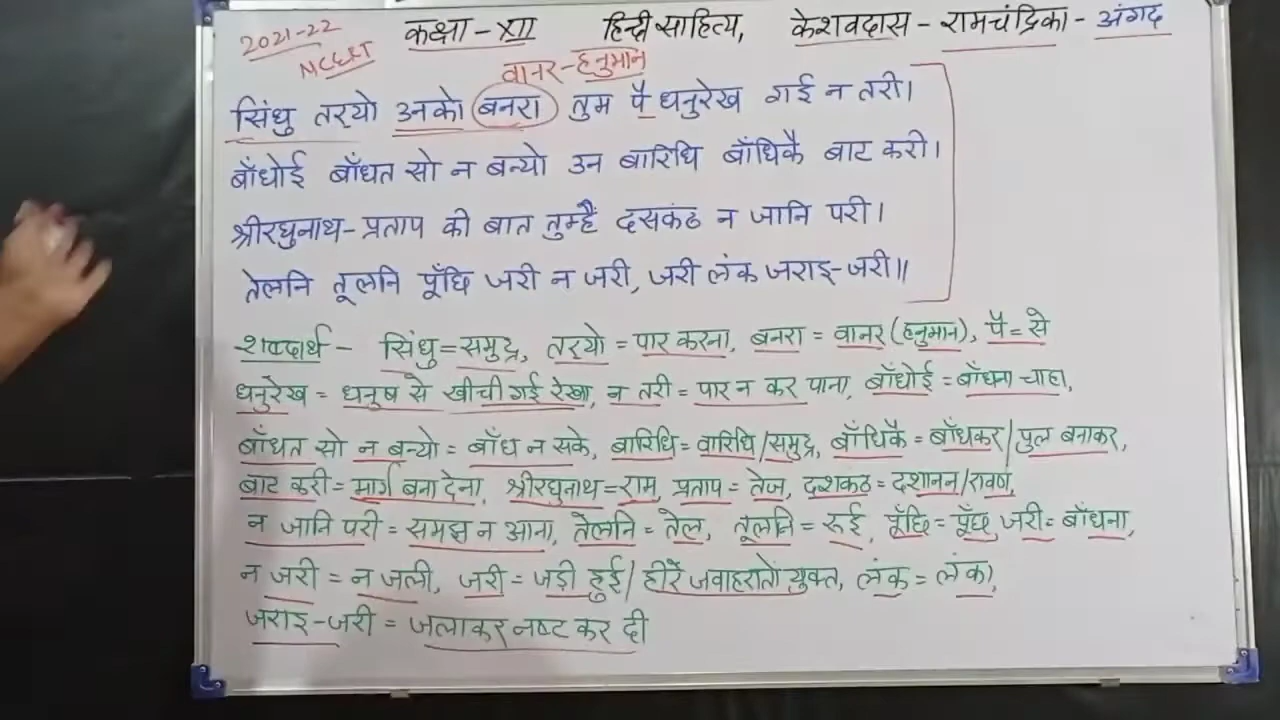 2021-22
NCERT
कक्षा-XII हिन्दी साहित्य, केशवदास - रामचंद्रिका - अंगद
वानर-हनुमान
सिंधु तर्‌यो उनको बनरा तुम पै धनुरेख गई न तरी।
बाँधोई बाँधत सो न बन्यो उन बारिधि बाँधिकै बाट करी।
श्रीरघुनाथ-प्रताप की बात तुम्हैं दसकंठ न जानि परी।
तेलनि तूलनि पूँछि जरी न जरी, जरी लंक जराइ-जरी॥
शब्दार्थ - सिंधु=समुद्र, तर्‌यो = पार करना, बनरा = वानर (हनुमान), पै= से
धनुरेख = धनुष से खींची गई रेखा, न तरी = पार न कर पाना, बाँधोई = बाँधना चाहा,
बाँधत सो न बन्यो = बाँध न सके, बारिधि= वारिधि/समुद्र, बाँधिकै = बाँधकर/पुल बनाकर,
बाट करी= मार्ग बना देना, श्रीरघुनाथ=राम, प्रताप = तेज, दशकंठ = दशानन/रावण,
न जानि परी = समझ न आना, तेलनि = तेल, तूलनि = रूई, पूँछि= पूँछ जरी= बाँधना,
न जरी = न जली, जरी = जड़ी हुई/ हीरे जवाहरातों युक्त, लंक = लंका,
जराइ-जरी = जलाकर नष्ट कर दी